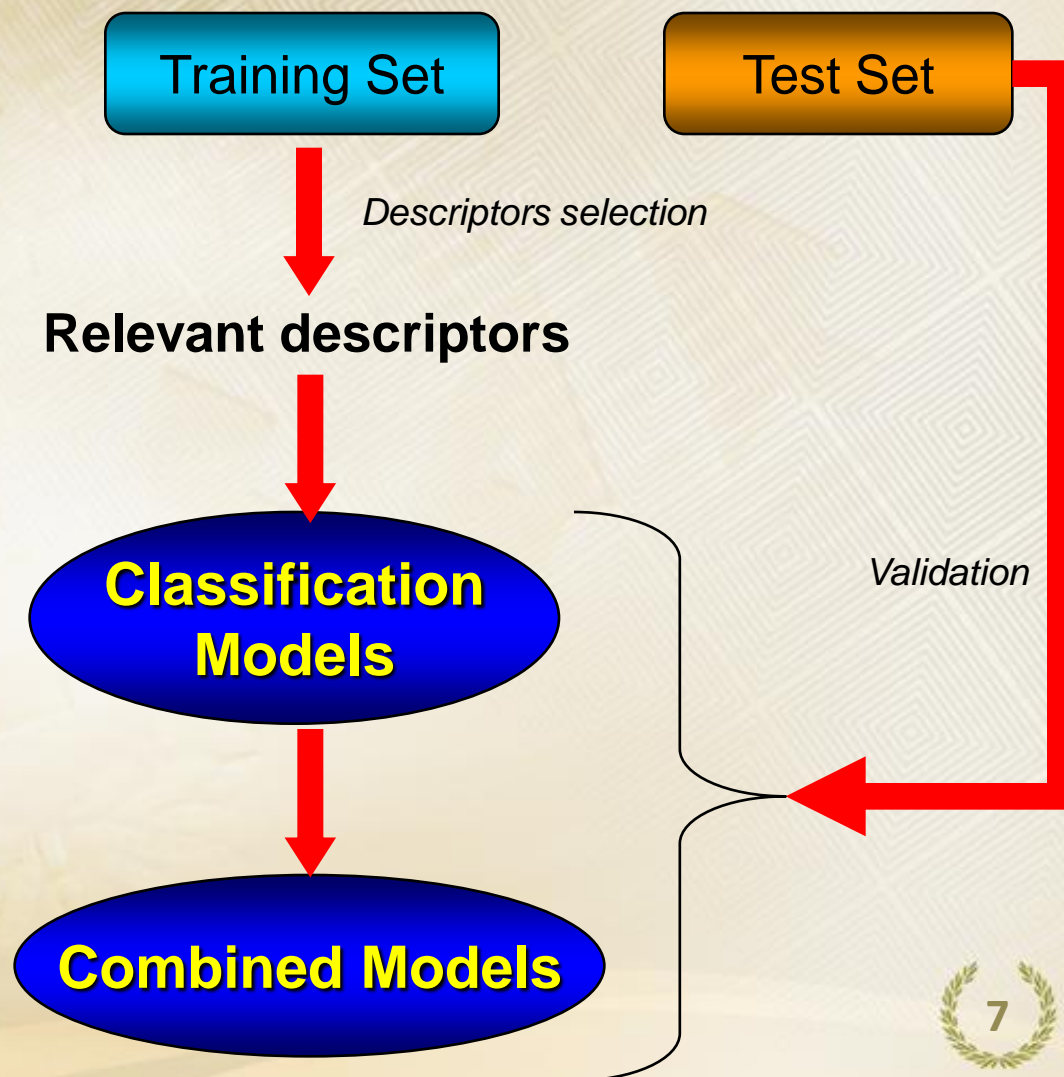 Training Set
Test Set
Descriptors selection
Relevant descriptors
Classification
Models
Validation
Combined Models
7